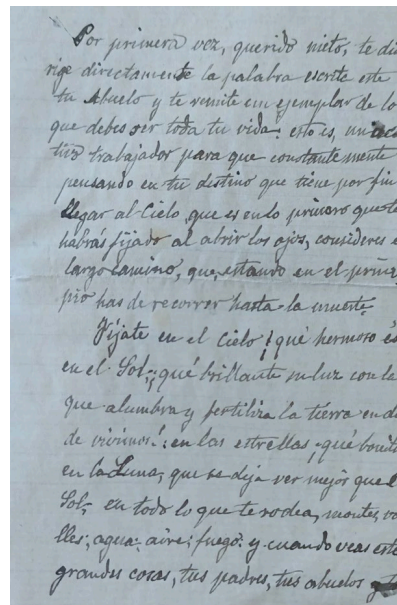 Por primera vez, querido nieto, te di
rige directamente la palabra escrita este
tu abuelo y te remite un ejemplar de lo
que debes ser toda tu vida: esto es, un
trabajador para que constantemente
pensando en tu destino que tiene por fin
llegar al Cielo, que es en lo primero que te
habrás fijado al abrir los ojos, consideres e
largo camino, que, estando en el princi
pio has de recorrer hasta la muerte.
Fíjate en el Cielo ¡qué hermoso es
en el Sol; ¡qué brillante su luz con la
que alumbra y fertiliza la tierra en don
de vivimos!: en las estrellas, ¡qué bonita
en la Luna, que se deja ver mejor que el
Sol; en todo lo que te rodea, montes, va
lles; agua; aire; fuego: y cuando veas esta
grandes cosas, tus padres, tus abuelos